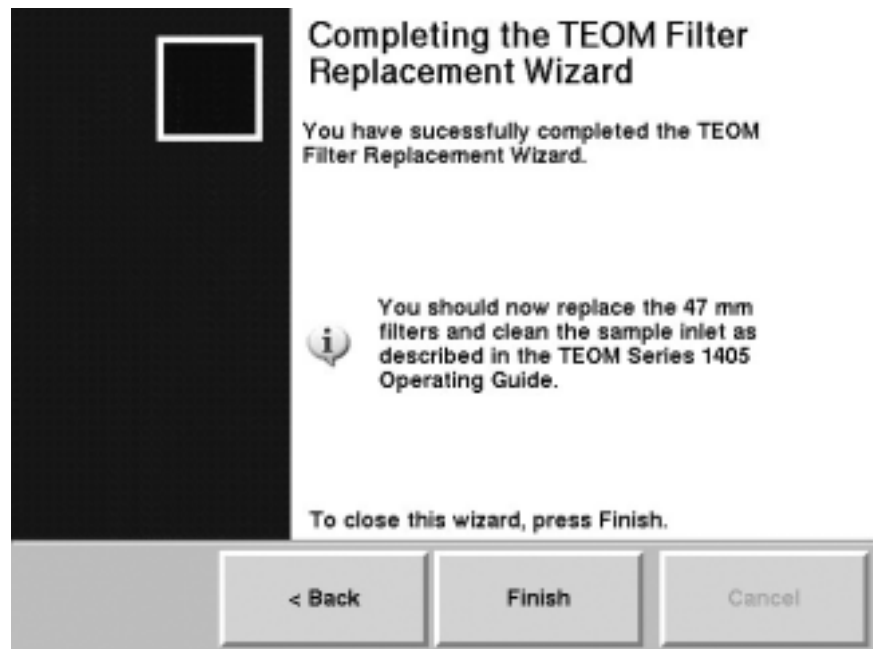 Completing the TEOM Filter
Replacement Wizard
You have sucessfully completed the TEOM
Filter Replacement Wizard.
You should now replace the 47 mm
filters and clean the sample inlet as
described in the TEOM Series 1405
Operating Guide.
To close this wizard, press Finish.
< Back
Finish
Cancel